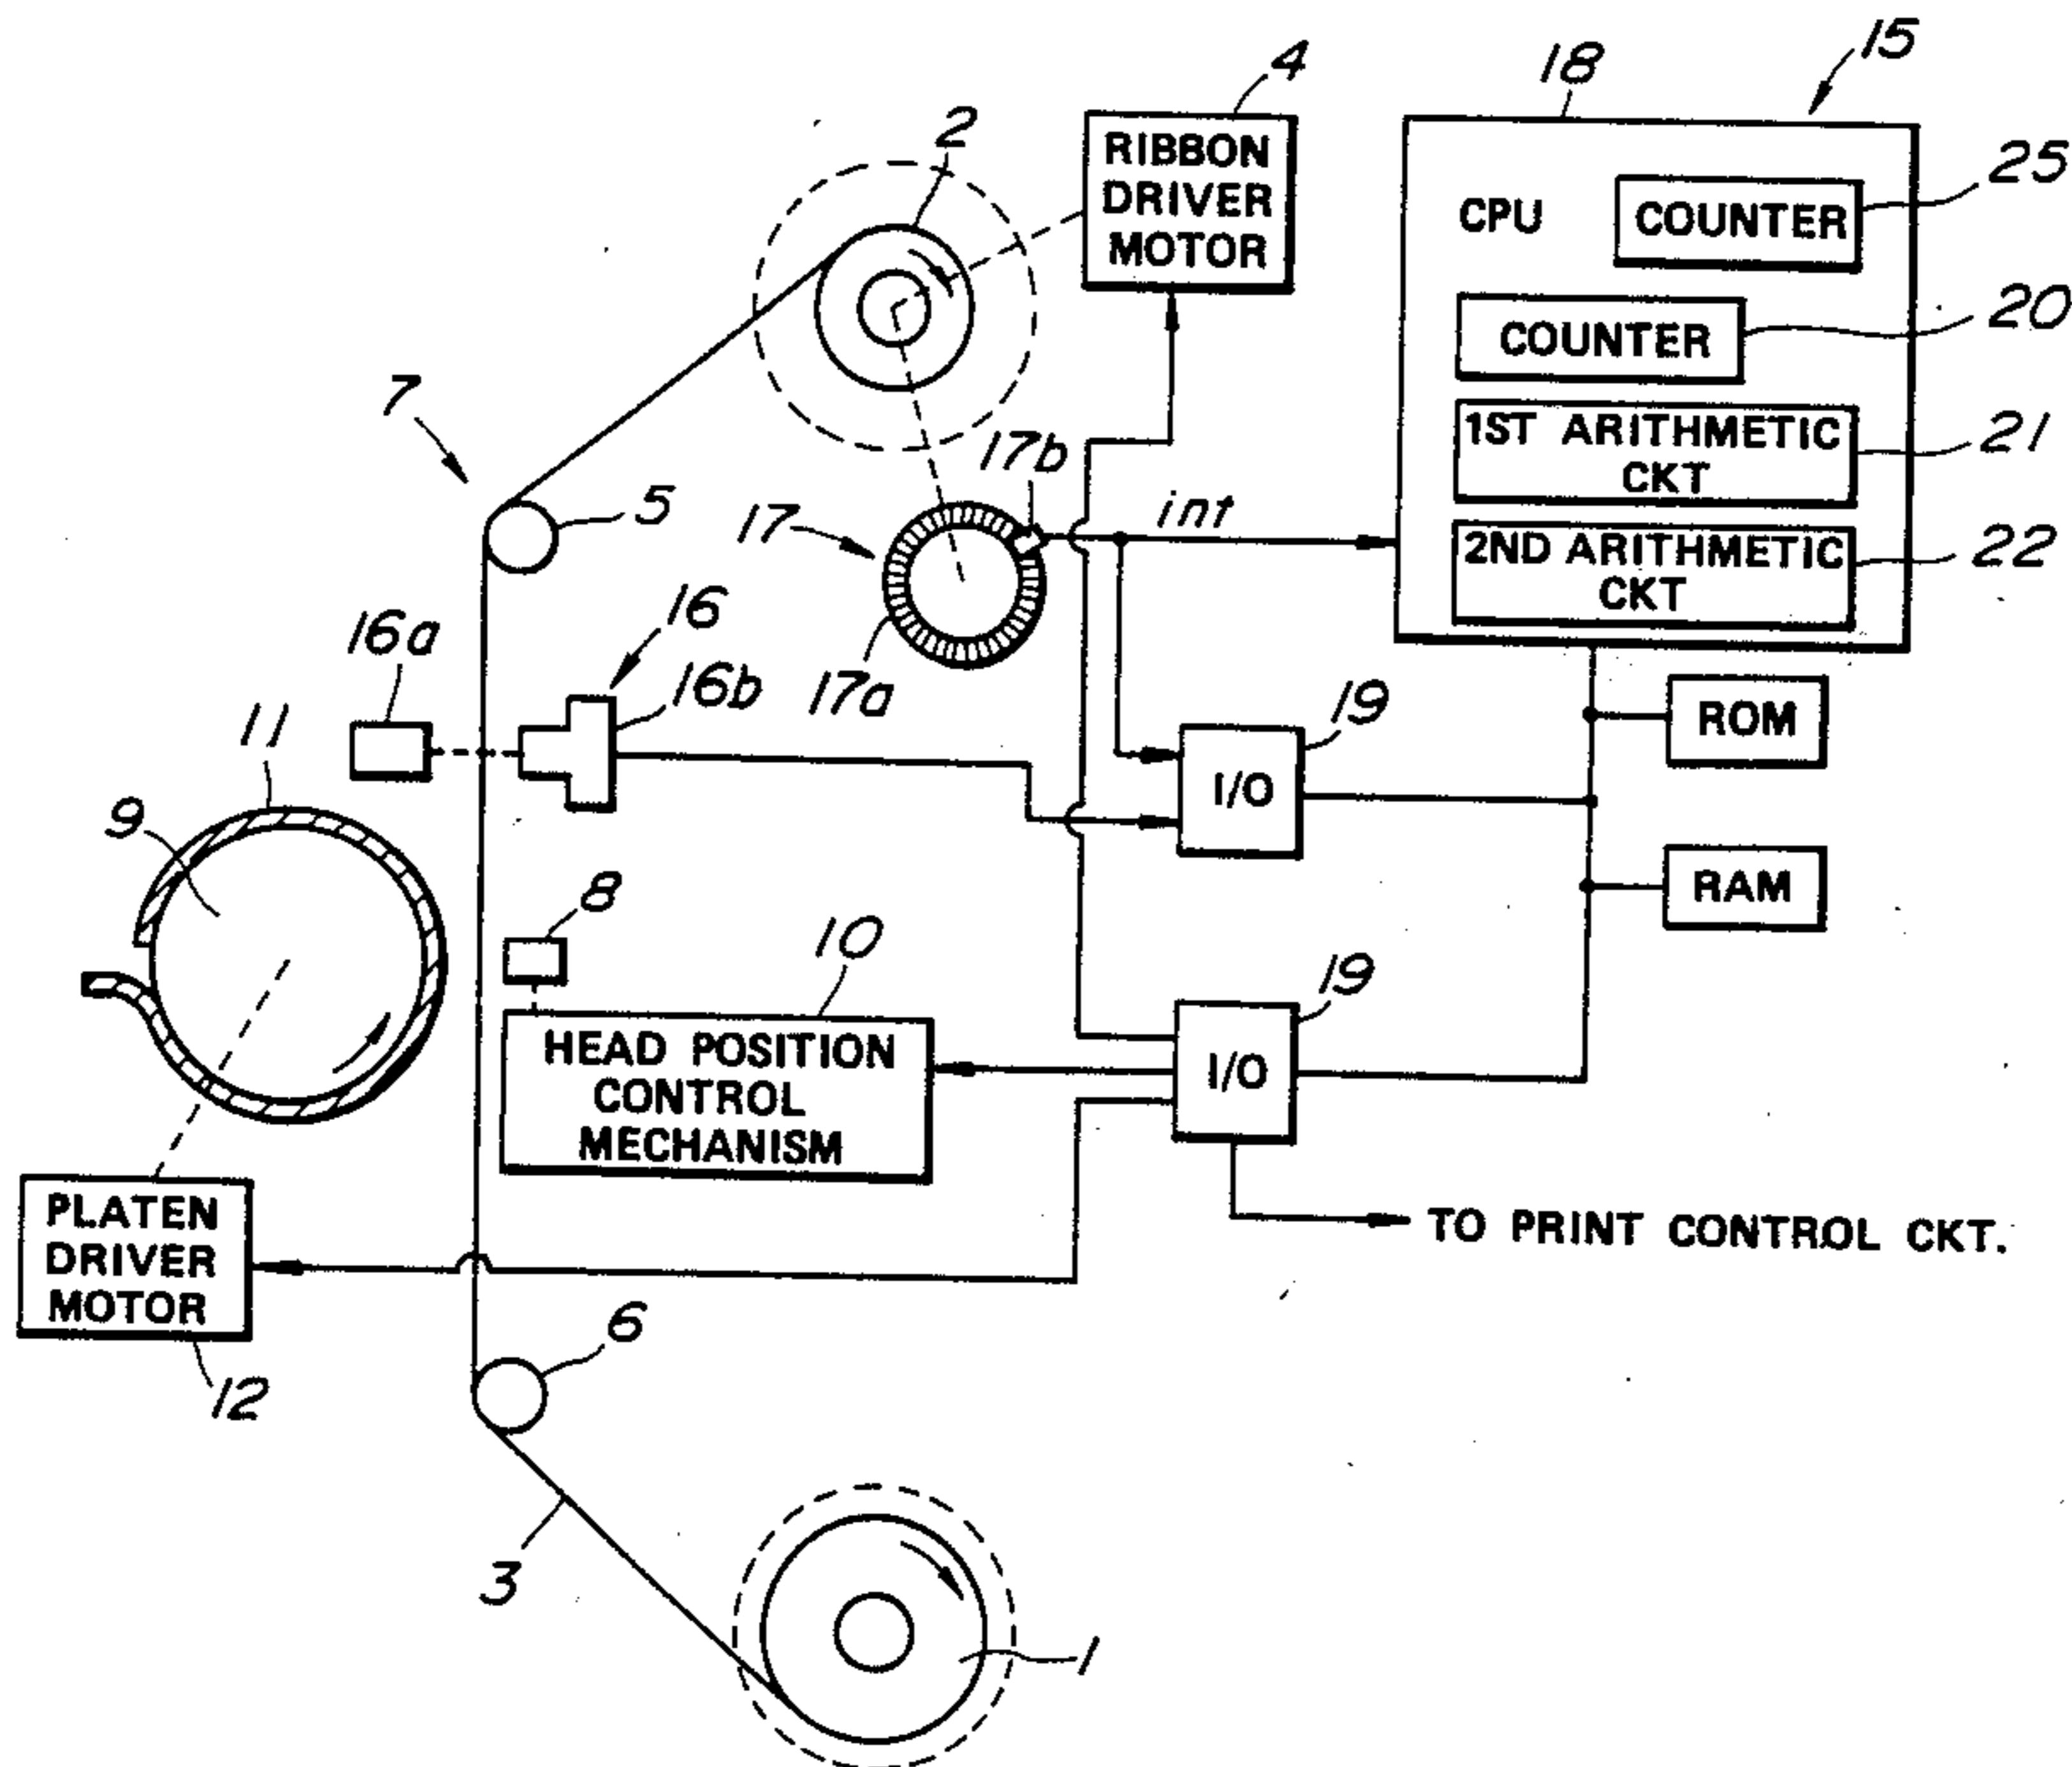 15
18
4
2
RIBBON
DRIVER
MOTOR
25
CPU
COUNTER
20
COUNTER
7
1ST ARITHMETIC
CKT
21
17b
int
5
17
2ND ARITHMETIC
CKT
22
16
16a
16b
17a
19
ROM
11
I/O
9
8
RAM
10
19
HEAD POSITION
CONTROL
MECHANISM
I/O
PLATEN
DRIVER
MOTOR
TO PRINT CONTROL CKT.
6
12
3
1